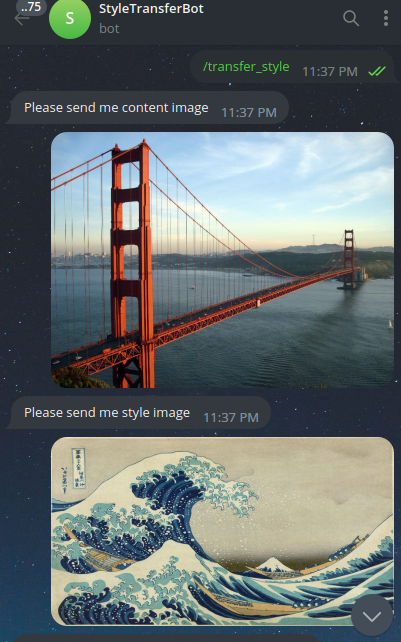 ..75
S
StyleTransferBot
bot
/transfer_style 11:37 PM
Please send me content image 11:37 PM
Please send me style image 11:37 PM